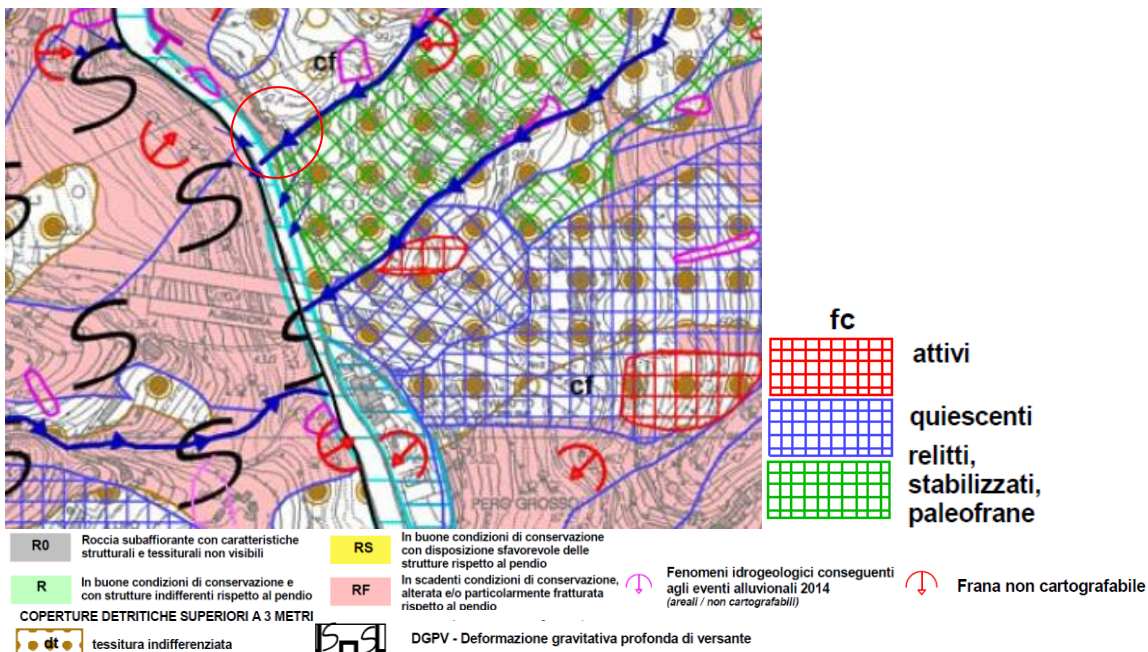 cf
cf
PERO GROSSO
fc
attivi
quiescenti
relitti,
stabilizzati,
paleofrane
R0
Roccia subaffiorante con caratteristiche
strutturali e tessiturali non visibili
RS
In buone condizioni di conservazione
con disposizione sfavorevole delle
strutture rispetto al pendio
R
In buone condizioni di conservazione e
con strutture indifferenti rispetto al pendio
RF
In scadenti condizioni di conservazione,
alterata e/o particolarmente fratturata
rispetto al pendio
Fenomeni idrogeologici conseguenti
agli eventi alluvionali 2014
(areali / non cartografabili)
Frana non cartografabile
COPERTURE DETRITICHE SUPERIORI A 3 METRI
dt
tessitura indifferenziata
DGPV - Deformazione gravitativa profonda di versante